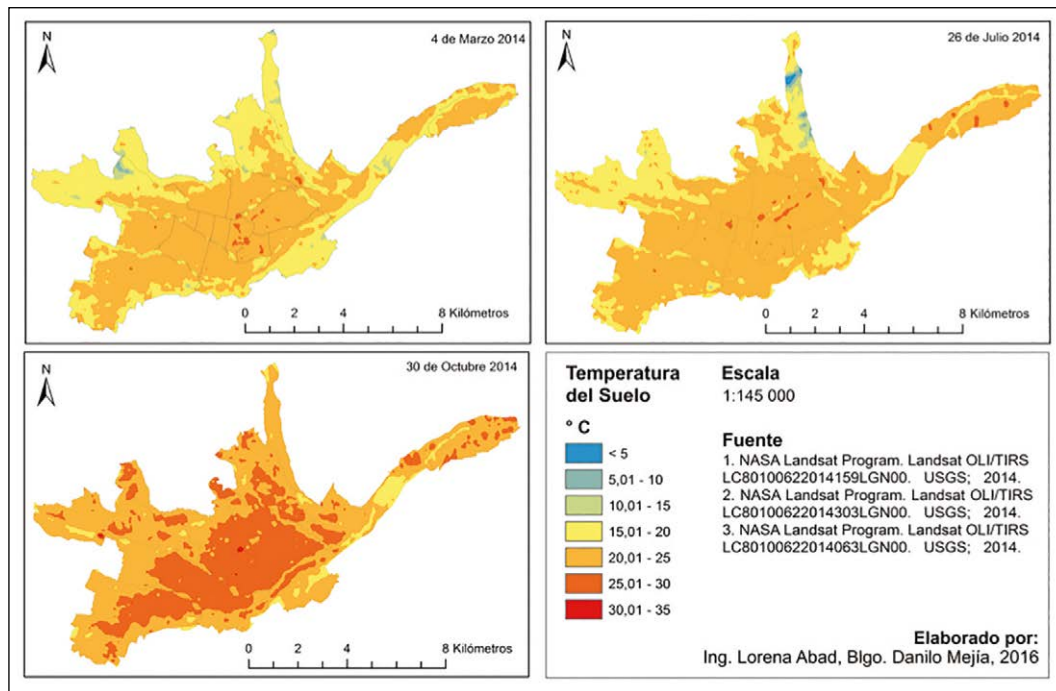 N
4 de Marzo 2014
0 2 4 8 Kilómetros
N
26 de Julio 2014
0 2 4 8 Kilómetros
N
30 de Octubre 2014
0 2 4 8 Kilómetros
Temperatura
del Suelo
° C
< 5
5,01 - 10
10,01 - 15
15,01 - 20
20,01 - 25
25,01 - 30
30,01 - 35
Escala
1:145 000
Fuente
1. NASA Landsat Program. Landsat OLI/TIRS
LC80100622014159LGN00. USGS; 2014.
2. NASA Landsat Program. Landsat OLI/TIRS
LC80100622014303LGN00. USGS; 2014.
3. NASA Landsat Program. Landsat OLI/TIRS
LC80100622014063LGN00. USGS; 2014.
Elaborado por:
Ing. Lorena Abad, Blgo. Danilo Mejía, 2016